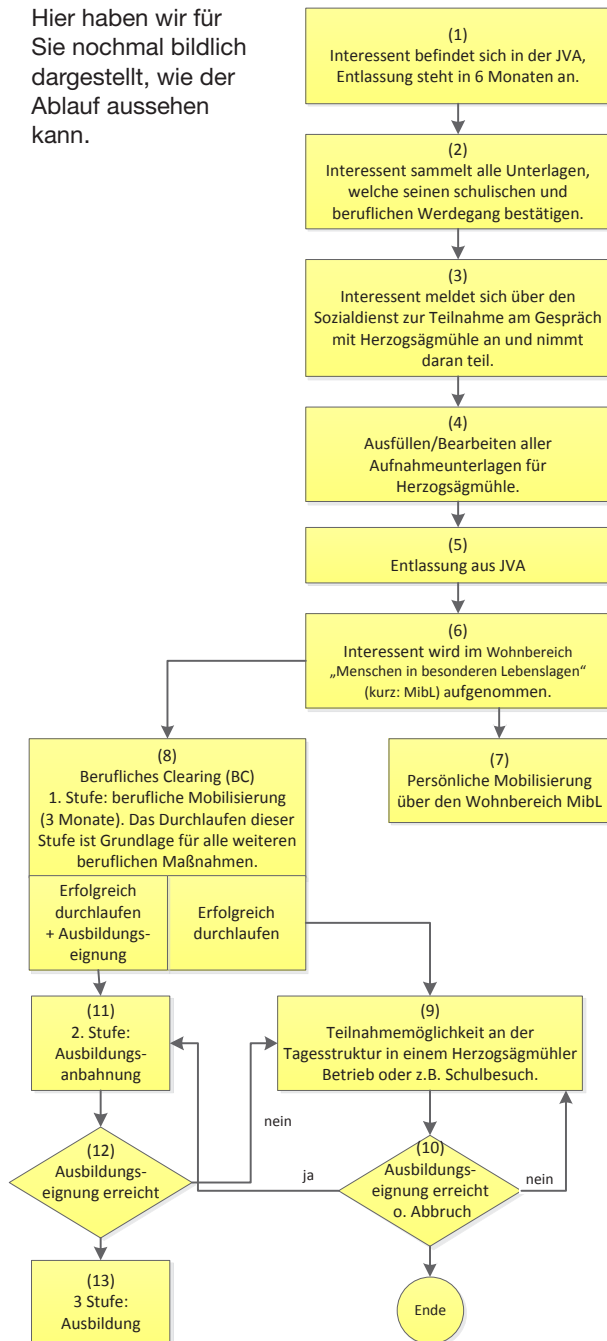 Hier haben wir für
Sie nochmal bildlich
dargestellt, wie der
Ablauf aussehen
kann.
(1)
Interessent befindet sich in der JVA,
Entlassung steht in 6 Monaten an.
(2)
Interessent sammelt alle Unterlagen,
welche seinen schulischen und
beruflichen Werdegang bestätigen.
(3)
Interessent meldet sich über den
Sozialdienst zur Teilnahme am Gespräch
mit Herzogsägmühle an und nimmt
daran teil.
(4)
Ausfüllen/Bearbeiten aller
Aufnahmeunterlagen für
Herzogsägmühle.
(5)
Entlassung aus JVA
(6)
Interessent wird im Wohnbereich
„Menschen in besonderen Lebenslagen“
(kurz: MibL) aufgenommen.
(7)
Persönliche Mobilisierung
über den Wohnbereich MibL
(8)
Berufliches Clearing (BC)
1. Stufe: berufliche Mobilisierung
(3 Monate). Das Durchlaufen dieser
Stufe ist Grundlage für alle weiteren
beruflichen Maßnahmen.
Erfolgreich
durchlaufen
+ Ausbildungs-
eignung
Erfolgreich
durchlaufen
(11)
2. Stufe:
Ausbildungs-
anbahnung
(9)
Teilnahmemöglichkeit an der
Tagesstruktur in einem Herzogsägmühler
Betrieb oder z.B. Schulbesuch.
nein
(12)
Ausbildungs-
eignung erreicht
ja
(10)
Ausbildungs-
eignung erreicht
o. Abbruch
nein
(13)
3 Stufe:
Ausbildung
Ende